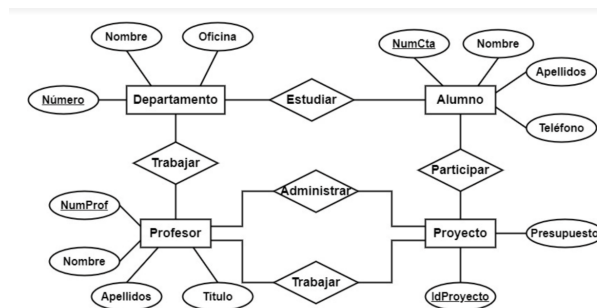 Nombre
Oficina
NumCta
Nombre
Número
Departamento
Estudiar
Alumno
Apellidos
Teléfono
Trabajar
Participar
NumProf
Administrar
Profesor
Proyecto
Presupuesto
Nombre
Trabajar
Apellidos
Titulo
IdProyecto